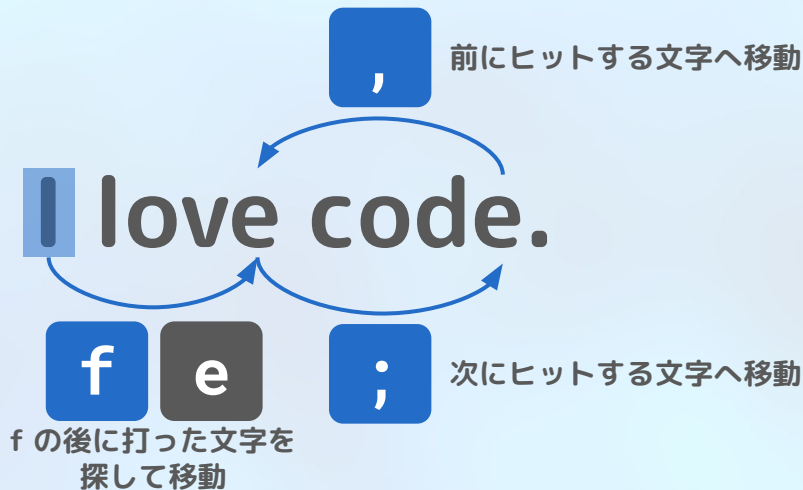 ,
前にヒットする文字へ移動
I love code.
f e
;
次にヒットする文字へ移動
f の後に打った文字を
探して移動